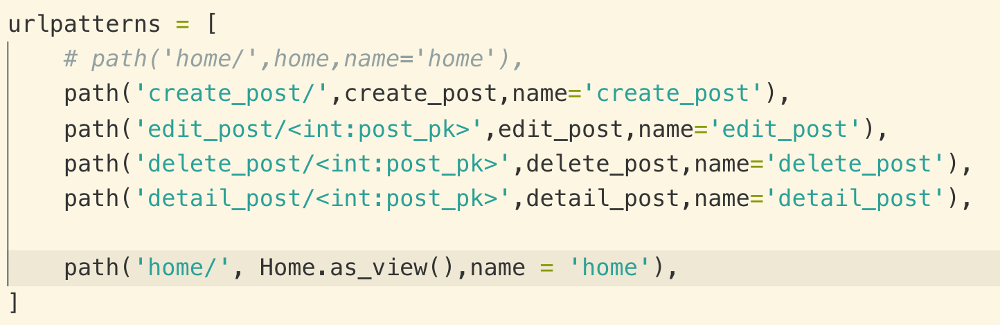 urlpatterns = [
    # path('home/',home,name='home'),
    path('create_post/',create_post,name='create_post'),
    path('edit_post/<int:post_pk>',edit_post,name='edit_post'),
    path('delete_post/<int:post_pk>',delete_post,name='delete_post'),
    path('detail_post/<int:post_pk>',detail_post,name='detail_post'),

    path('home/', Home.as_view(),name = 'home'),
]